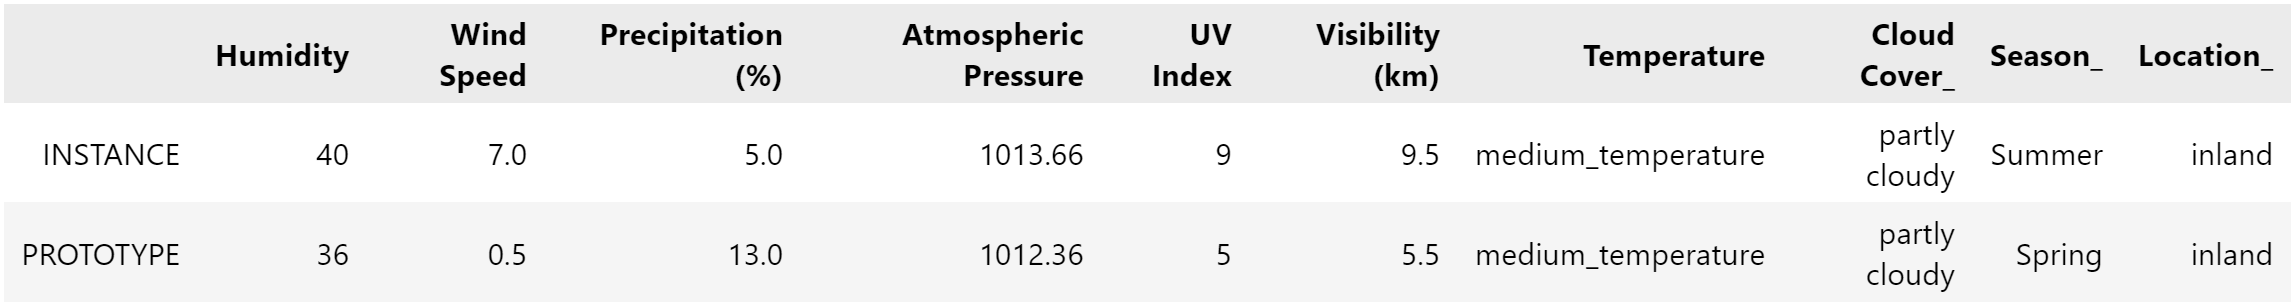 Humidity Wind Speed Precipitation (%) Atmospheric Pressure UV Index Visibility (km) Temperature Cloud Cover_ Season_ Location_
INSTANCE 40 7.0 5.0 1013.66 9 9.5 medium_temperature partly cloudy Summer inland
PROTOTYPE 36 0.5 13.0 1012.36 5 5.5 medium_temperature partly cloudy Spring inland